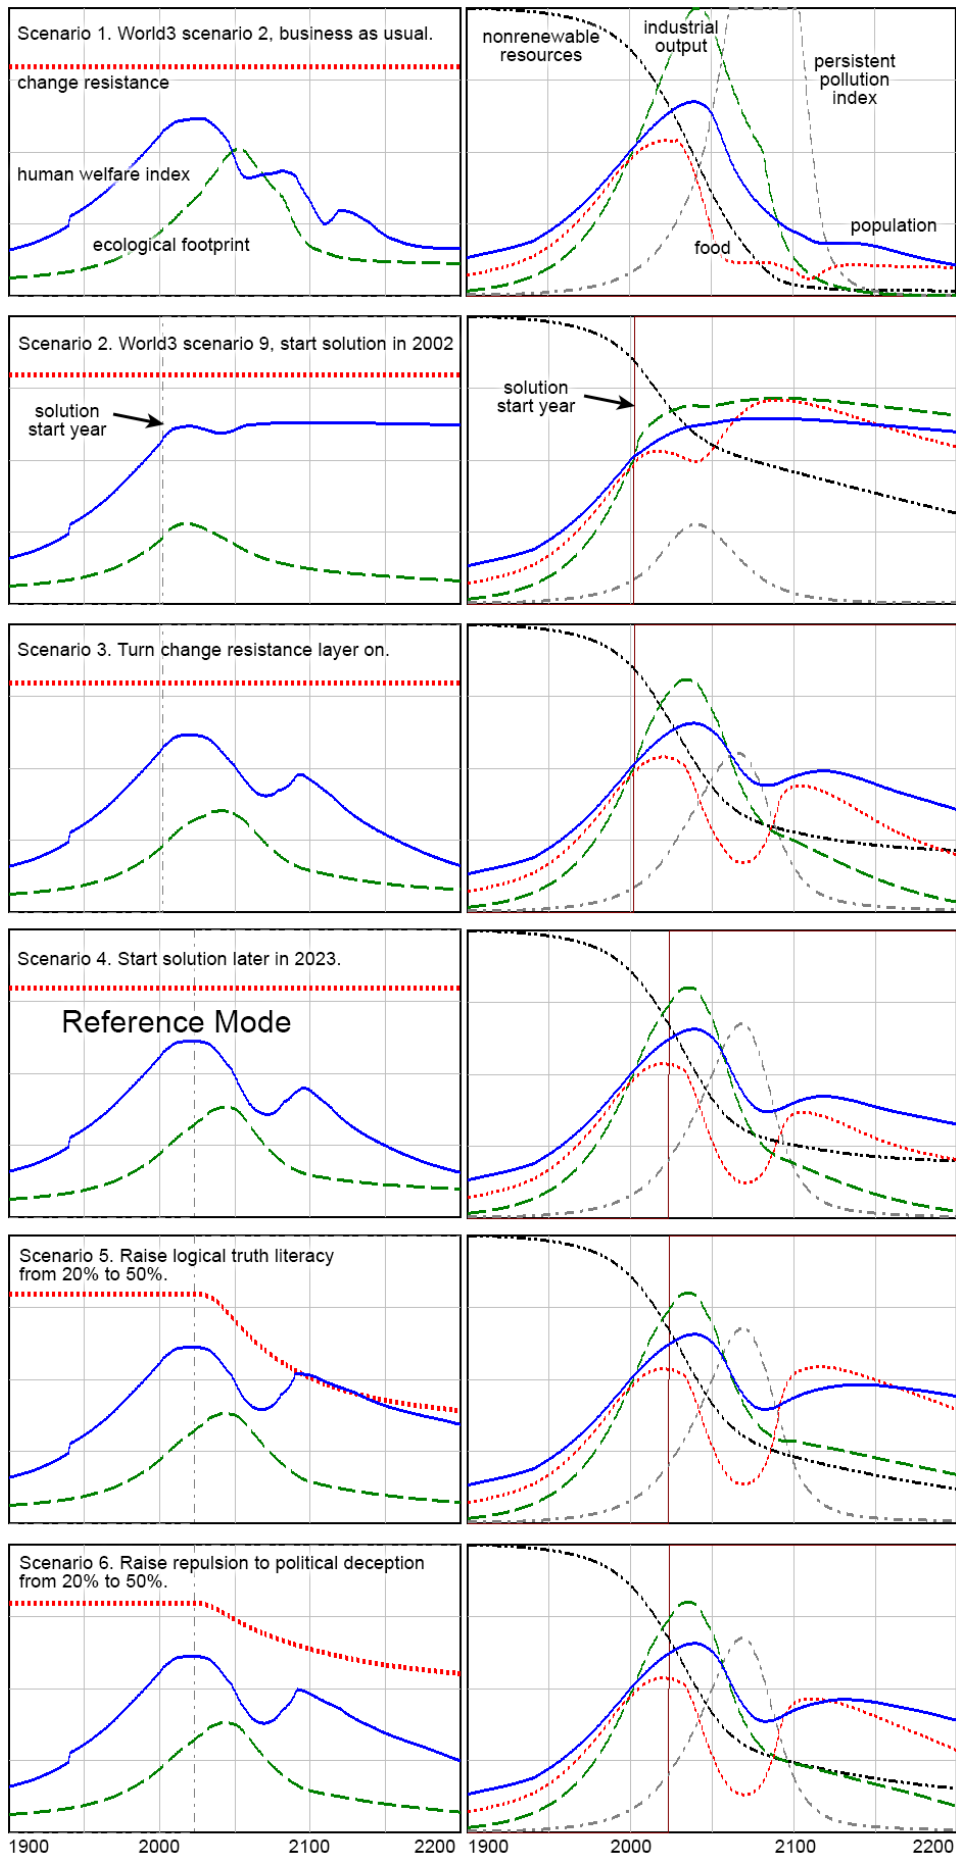 Scenario 1. World3 scenario 2, business as usual.
change resistance
human welfare index
ecological footprint
nonrenewable
resources
industrial
output
persistent
pollution
index
food
population
Scenario 2. World3 scenario 9, start solution in 2002
solution
start year
solution
start year
Scenario 3. Turn change resistance layer on.
Scenario 4. Start solution later in 2023.
Reference Mode
Scenario 5. Raise logical truth literacy
from 20% to 50%.
Scenario 6. Raise repulsion to political deception
from 20% to 50%.
1900 2000 2100 2200
1900 2000 2100 2200